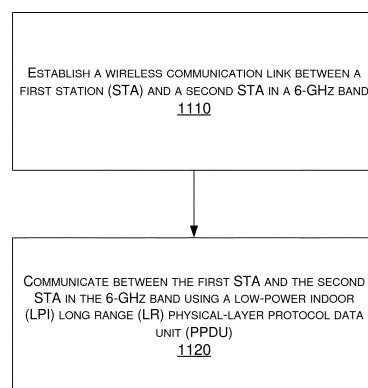 ESTABLISH A WIRELESS COMMUNICATION LINK BETWEEN A
FIRST STATION (STA) AND A SECOND STA IN A 6-GHZ BAND
1110
COMMUNICATE BETWEEN THE FIRST STA AND THE SECOND
STA IN THE 6-GHZ BAND USING A LOW-POWER INDOOR
(LPI) LONG RANGE (LR) PHYSICAL-LAYER PROTOCOL DATA
UNIT (PPDU)
1120